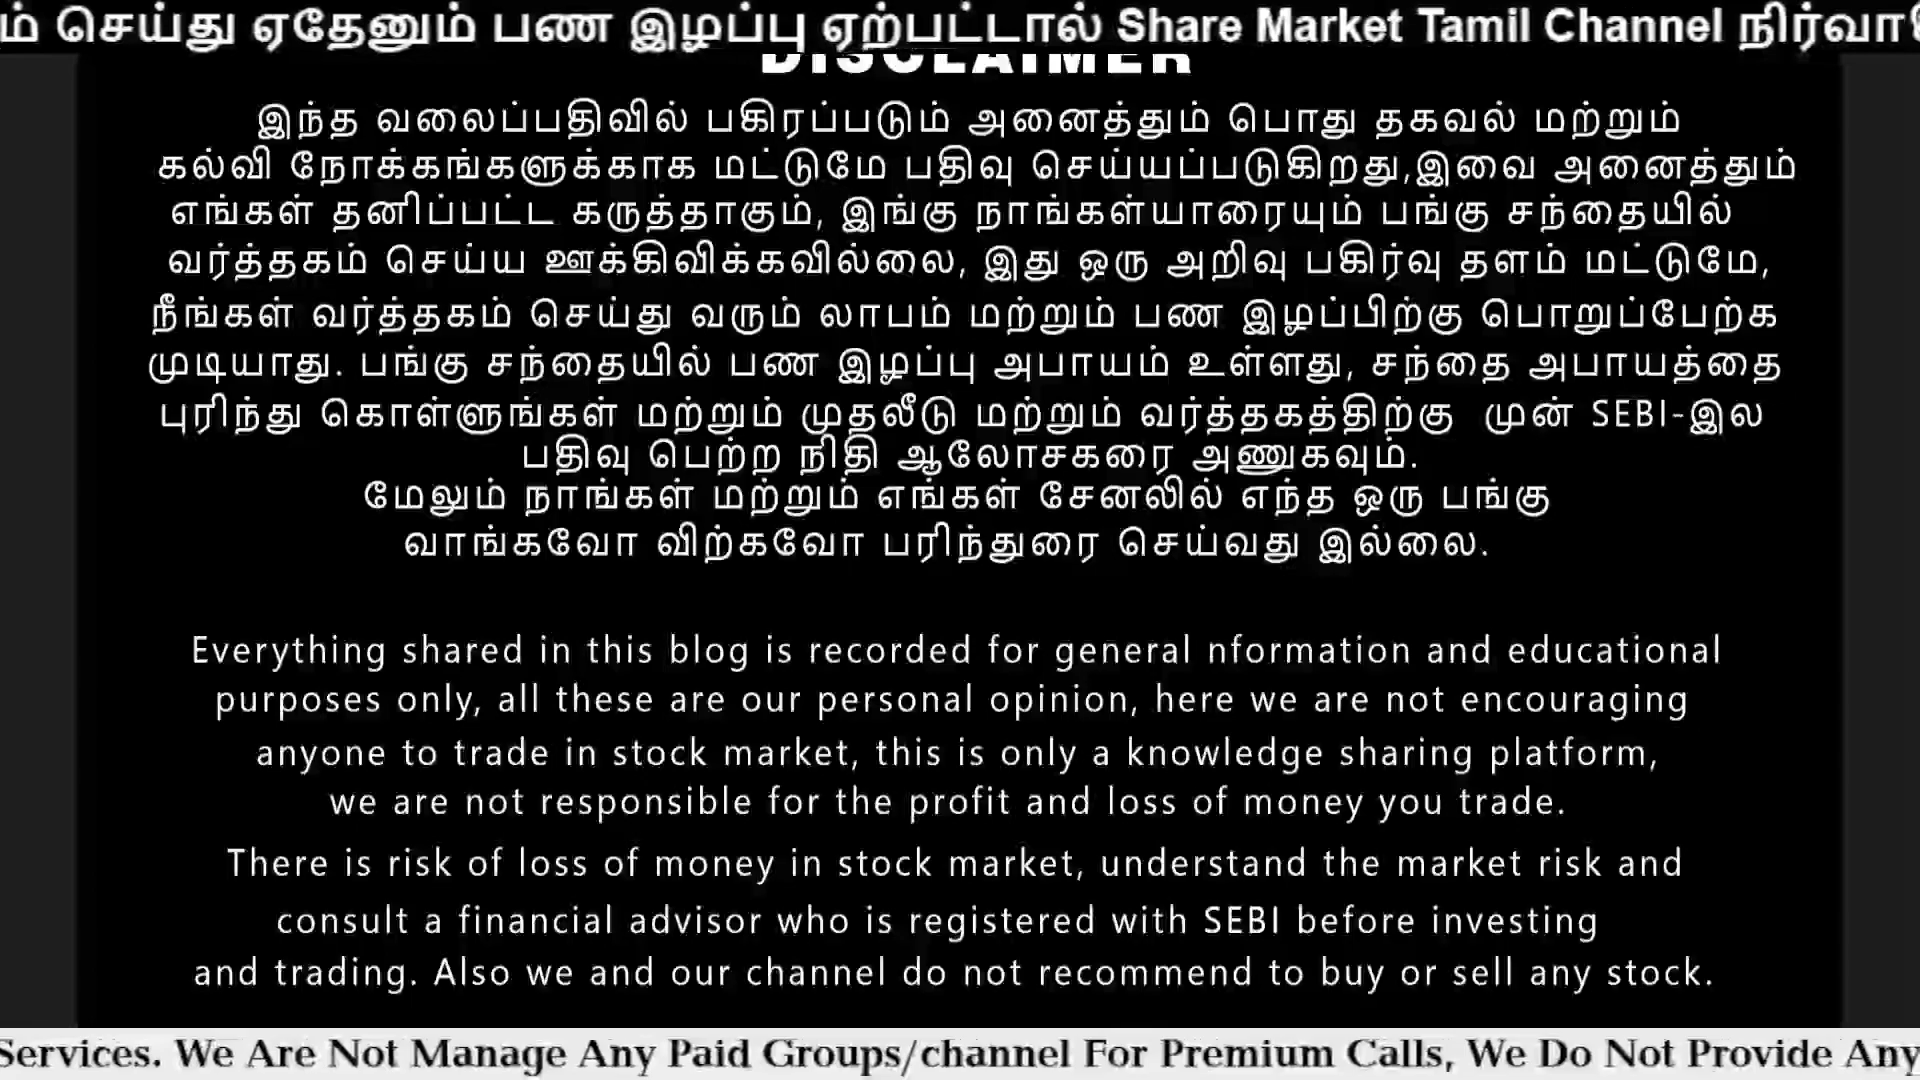 செய்து ஏதேனும் பண இழப்பு ஏற்பட்டால் Share Market Tamil Channel
DISCLAIMER
இந்த வலைப்பதிவில் பகிரப்படும் அனைத்தும் பொது தகவல் மற்றும்
கல்வி நோக்கங்களுக்காக மட்டுமே பதிவு செய்யப்படுகிறது,இவை அனைத்தும்
எங்கள் தனிப்பட்ட கருத்தாகும், இங்கு நாங்கள்யாரையும் பங்கு சந்தையில்
வர்த்தகம் செய்ய ஊக்கிவிக்கவில்லை, இது ஒரு அறிவு பகிர்வு தளம் மட்டுமே,
நீங்கள் வர்த்தகம் செய்து வரும் லாபம் மற்றும் பண இழப்பிற்கு பொறுப்பேற்க
முடியாது. பங்கு சந்தையில் பண இழப்பு அபாயம் உள்ளது, சந்தை அபாயத்தை
புரிந்து கொள்ளுங்கள் மற்றும் முதலீடு மற்றும் வர்த்தகத்திற்கு முன் SEBI-இல
பதிவு பெற்ற நிதி ஆலோசகரை அணுகவும்.
மேலும் நாங்கள் மற்றும் எங்கள் சேனலில் எந்த ஒரு பங்கு
வாங்கவோ விற்கவோ பரிந்துரை செய்வது இல்லை.
Everything shared in this blog is recorded for general nformation and educational
purposes only, all these are our personal opinion, here we are not encouraging
anyone to trade in stock market, this is only a knowledge sharing platform,
we are not responsible for the profit and loss of money you trade.
There is risk of loss of money in stock market, understand the market risk and
consult a financial advisor who is registered with SEBI before investing
and trading. Also we and our channel do not recommend to buy or sell any stock.
Services. We Are Not Manage Any Paid Groups/channel For Premium Calls, We Do Not Provide Any